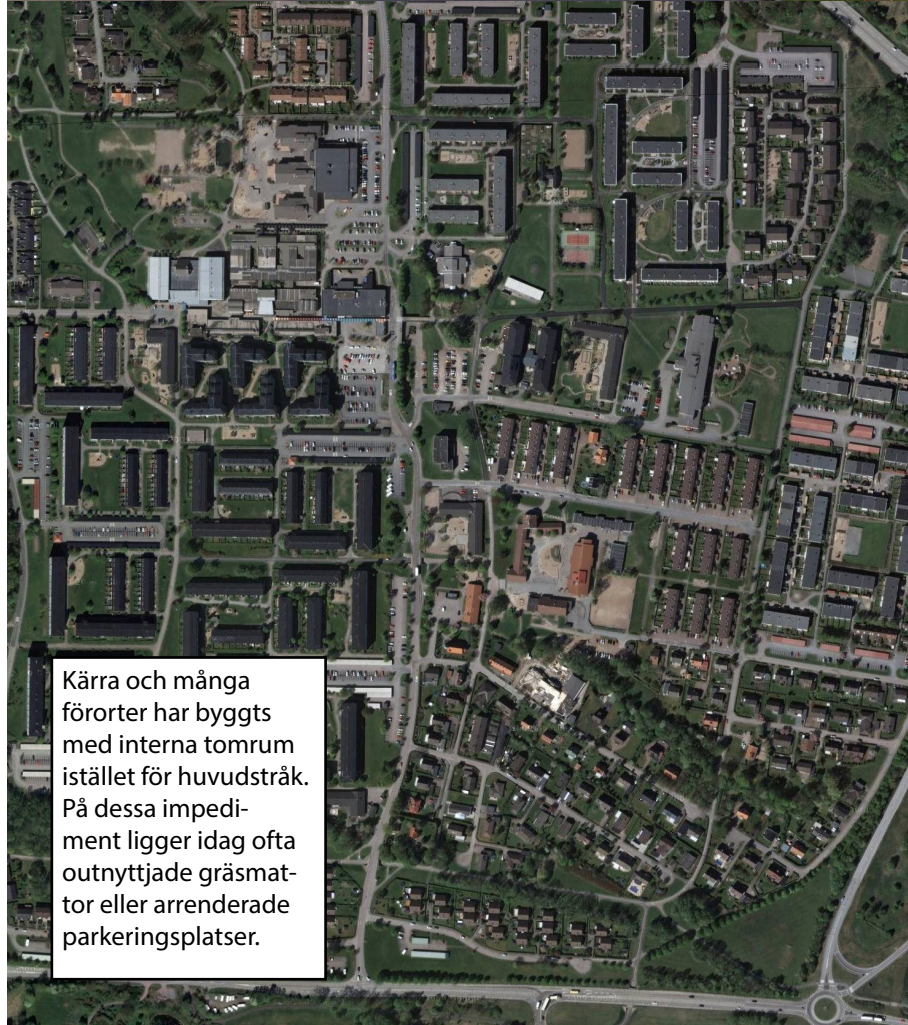 Kärra och många
förorter har byggts
med interna tomrum
istället för huvudstråk.
På dessa impedi-
ment ligger idag ofta
outnyttjade gräsmat-
tor eller arrenderade
parkeringsplatser.